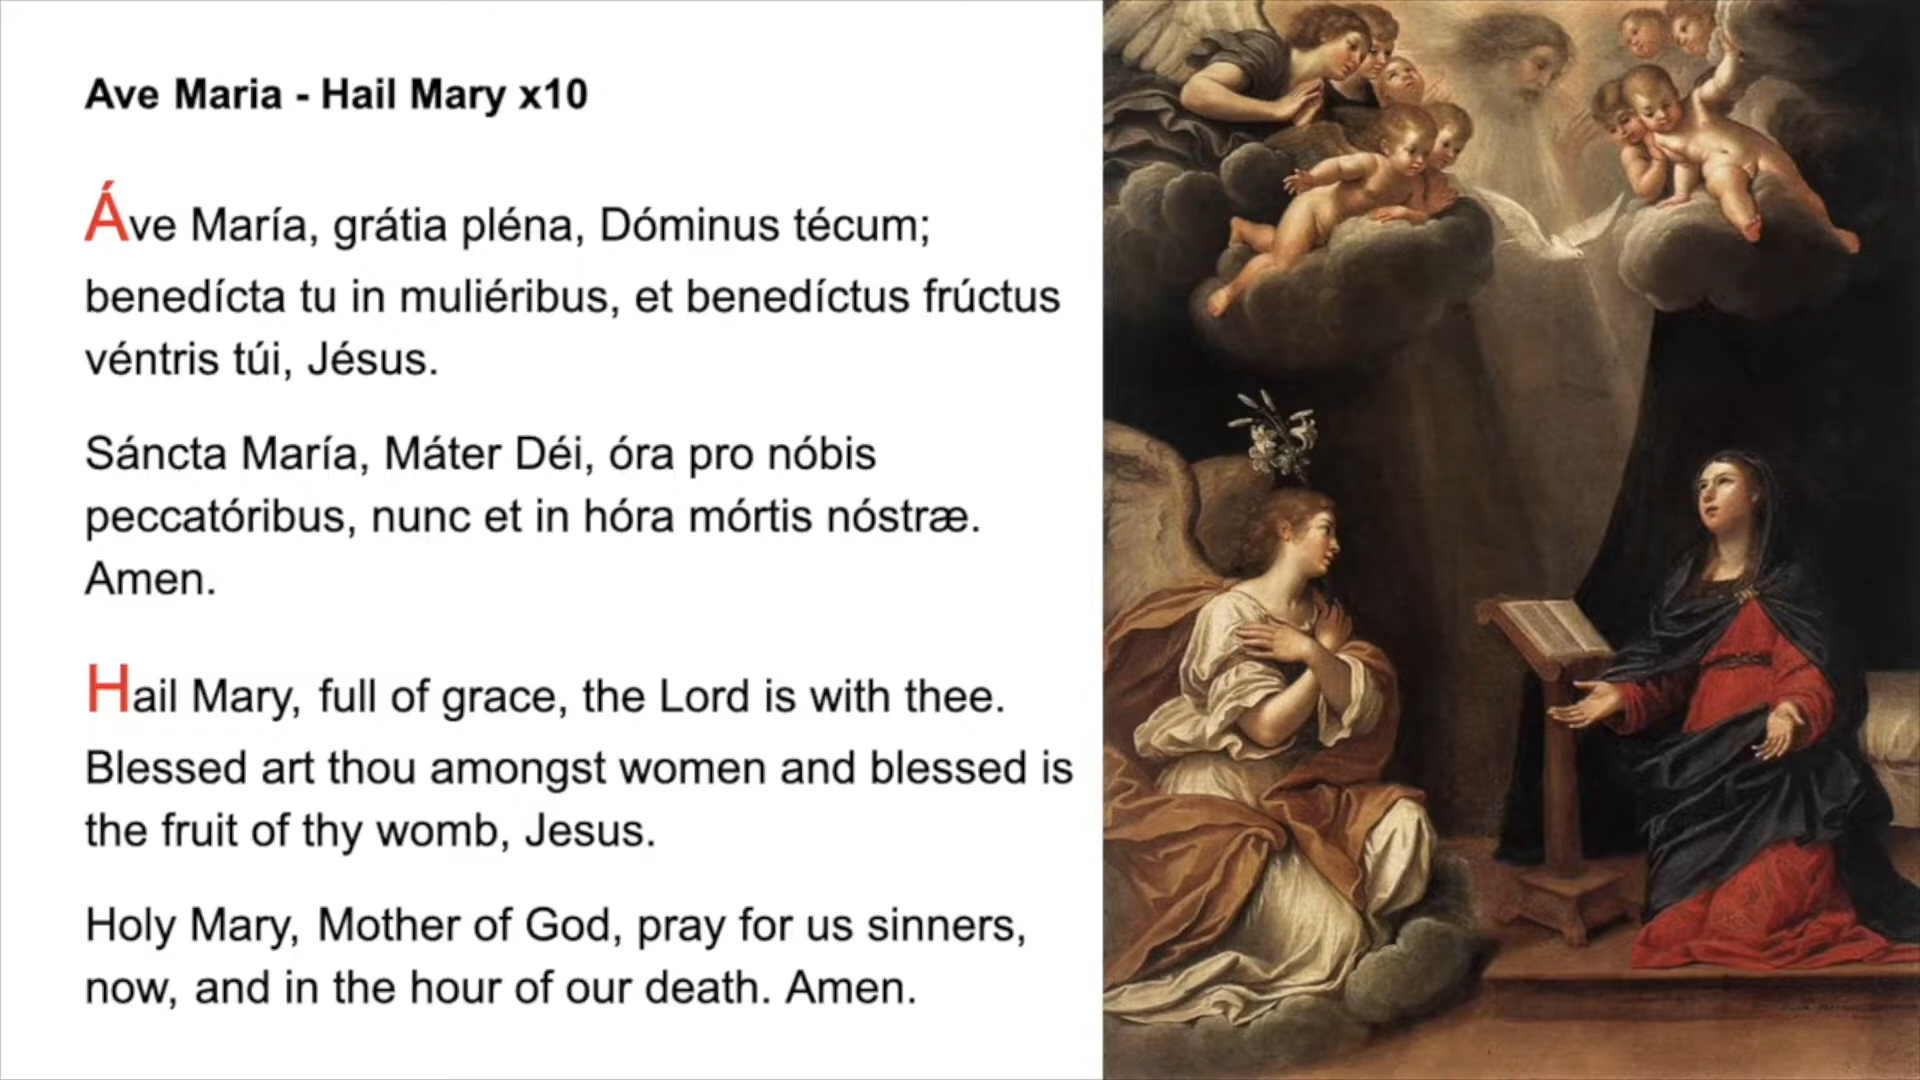 Ave Maria - Hail Mary x10
Áve María, grátia pléna, Dóminus técum;
benedícta tu in muliéribus, et benedíctus frúctus
véntris túi, Jésus.
Sáncta María, Máter Déi, óra pro nóbis
peccatóribus, nunc et in hóra mórtis nóstræ.
Amen.
Hail Mary, full of grace, the Lord is with thee.
Blessed art thou amongst women and blessed is
the fruit of thy womb, Jesus.
Holy Mary, Mother of God, pray for us sinners,
now, and in the hour of our death. Amen.